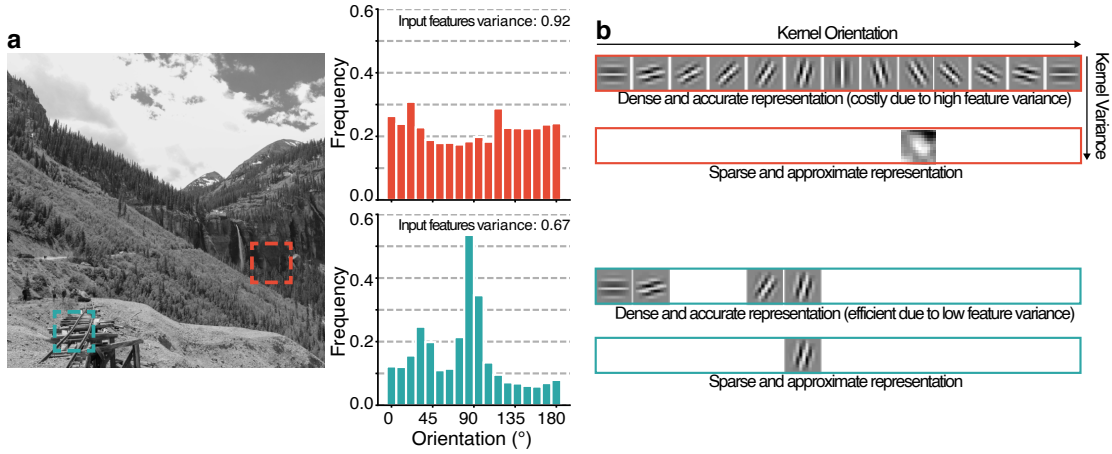 a
Input features variance: 0.92
Frequency
0.6
0.4
0.2
0.0
Input features variance: 0.67
Frequency
0.6
0.4
0.2
0.0
0 45 90 135 180
Orientation (°)
b
Kernel Orientation
Kernel Variance
Dense and accurate representation (costly due to high feature variance)
Sparse and approximate representation
Dense and accurate representation (efficient due to low feature variance)
Sparse and approximate representation